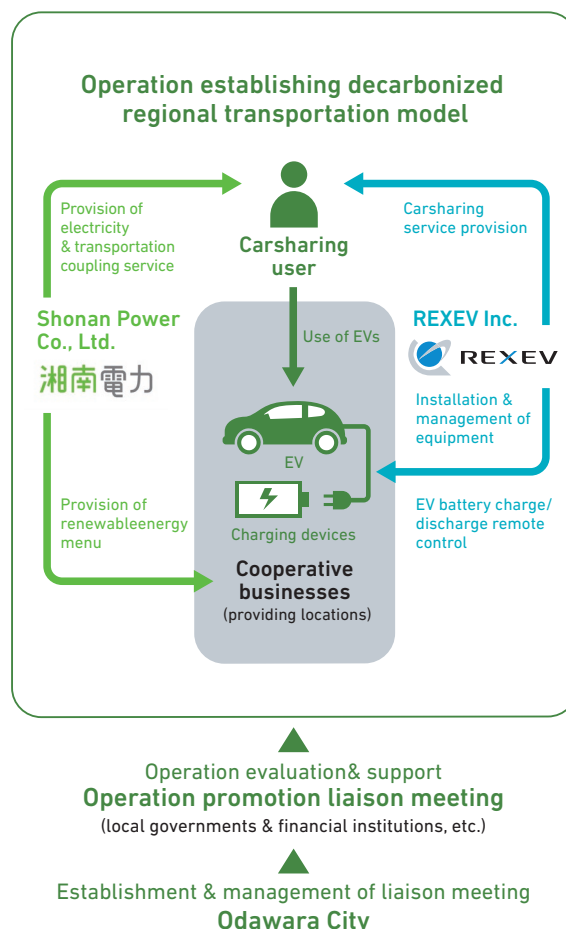 Operation establishing decarbonized
regional transportation model
Provision of
electricity
& transportation
coupling service
Carsharing
user
Carsharing
service provision
Shonan Power
Co., Ltd.
湘南電力
Use of EVs
REXEV Inc.
REXEV
Installation &
management of
equipment
EV
Provision of
renewableenergy
menu
Charging devices
EV battery charge/
discharge remote
control
Cooperative
businesses
(providing locations)
Operation evaluation& support
Operation promotion liaison meeting
(local governments & financial institutions, etc.)
Establishment & management of liaison meeting
Odawara City